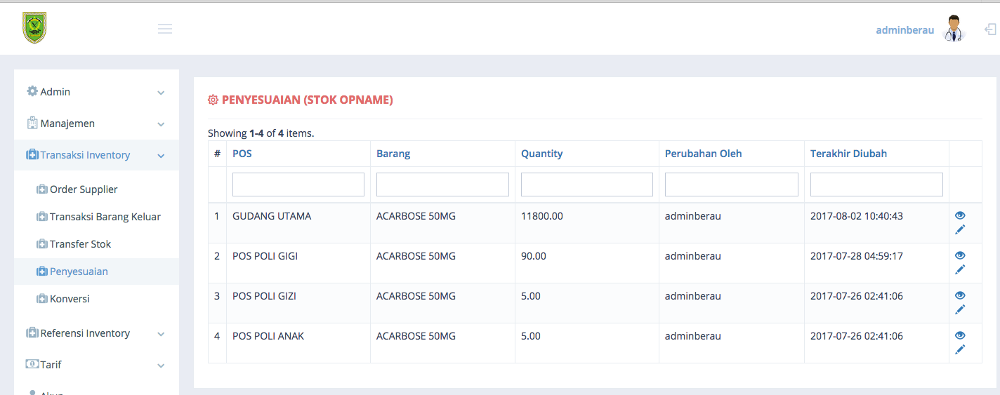 adminberau
Admin
Manajemen
Transaksi Inventory
Order Supplier
Transaksi Barang Keluar
Transfer Stok
Penyesuaian
Konversi
Referensi Inventory
Tarif
Akun
PENYESUAIAN (STOK OPNAME)
Showing 1-4 of 4 items.
# POS Barang Quantity Perubahan Oleh Terakhir Diubah
1 GUDANG UTAMA ACARBOSE 50MG 11800.00 adminberau 2017-08-02 10:40:43
2 POS POLI GIGI ACARBOSE 50MG 90.00 adminberau 2017-07-28 04:59:17
3 POS POLI GIZI ACARBOSE 50MG 5.00 adminberau 2017-07-26 02:41:06
4 POS POLI ANAK ACARBOSE 50MG 5.00 adminberau 2017-07-26 02:41:06